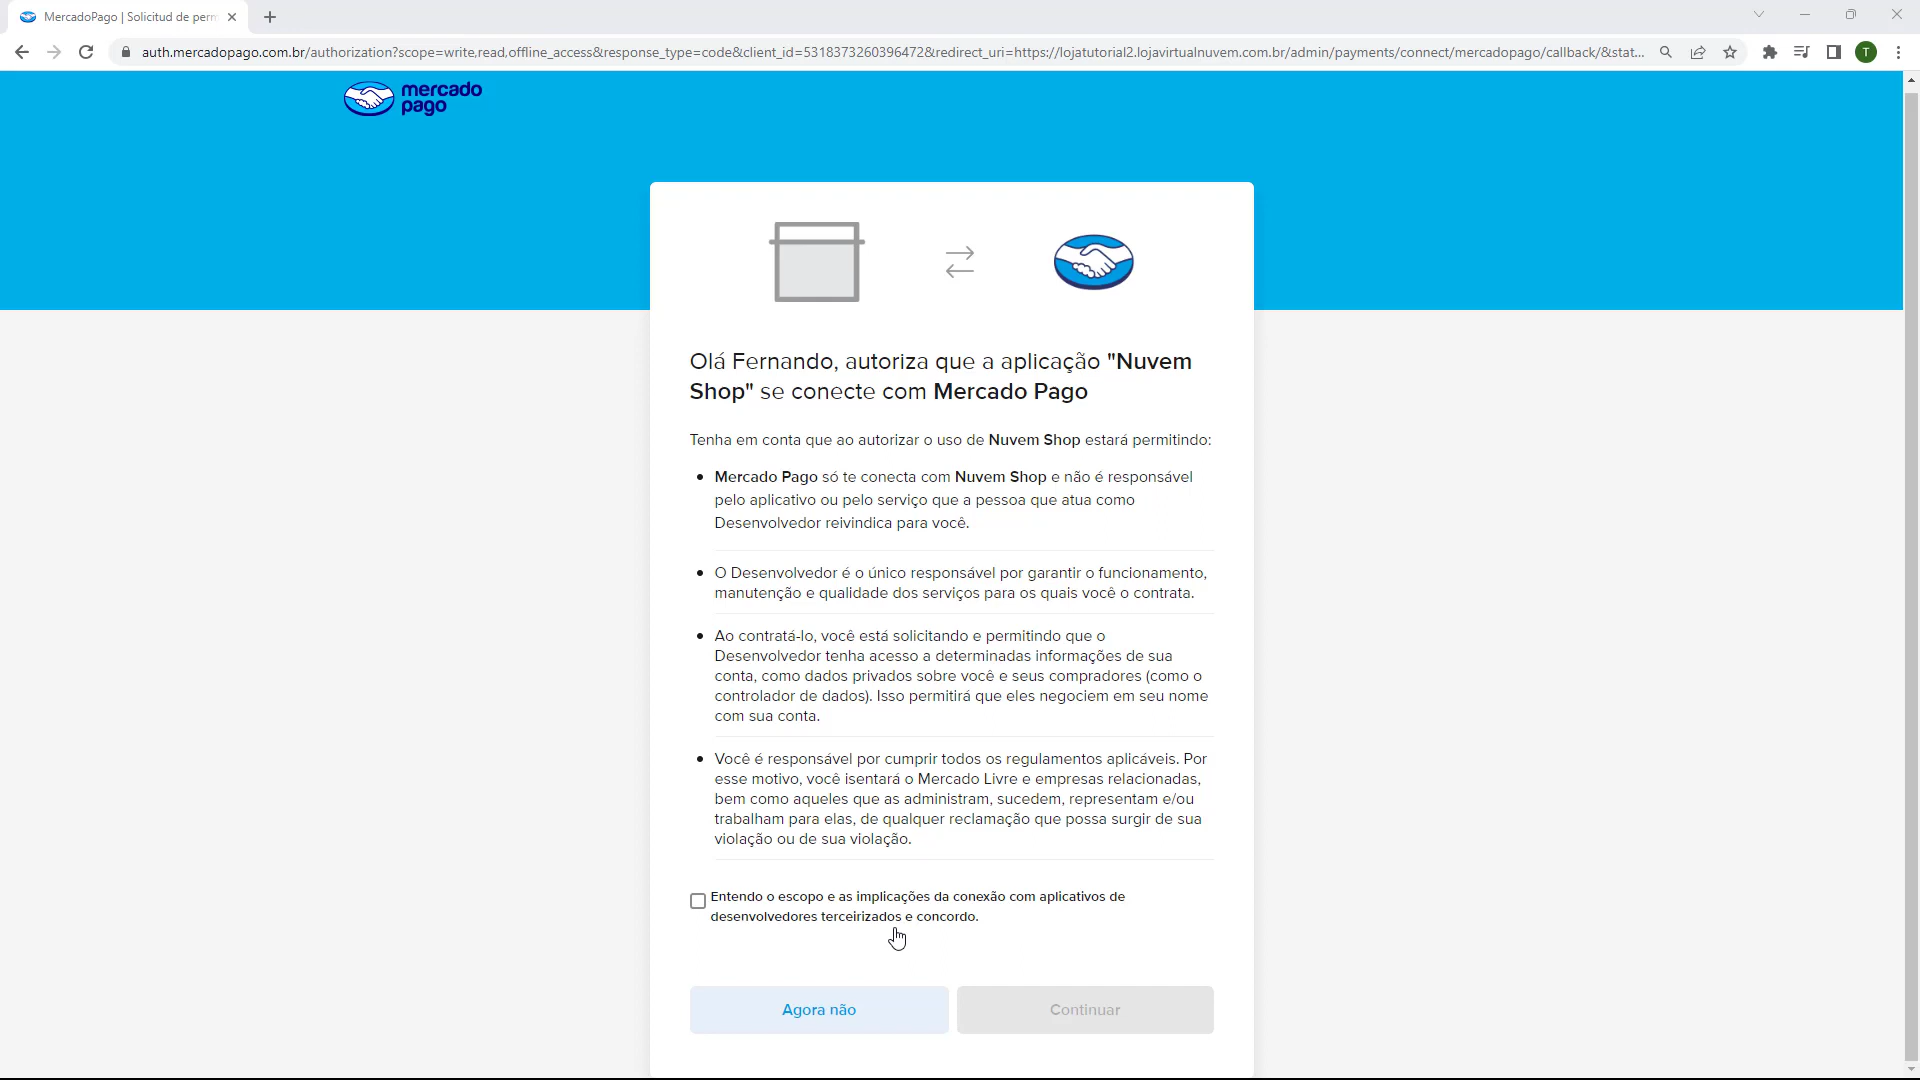 MercadoPago | Solicitud de perm
auth.mercadopago.com.br/authorization?scope=write,read,offline_access&response_type=code&client_id=5318373260396472&redirect_uri=https://lojatutorial2.lojavirtualnuvem.com.br/admin/payments/connect/mercadopago/callback/&stat...
T
mercado
pago
Olá Fernando, autoriza que a aplicação "Nuvem
Shop" se conecte com Mercado Pago
Tenha em conta que ao autorizar o uso de Nuvem Shop estará permitindo:
Mercado Pago só te conecta com Nuvem Shop e não é responsável
pelo aplicativo ou pelo serviço que a pessoa que atua como
Desenvolvedor reivindica para você.
O Desenvolvedor é o único responsável por garantir o funcionamento,
manutenção e qualidade dos serviços para os quais você o contrata.
Ao contratá-lo, você está solicitando e permitindo que o
Desenvolvedor tenha acesso a determinadas informações de sua
conta, como dados privados sobre você e seus compradores (como o
controlador de dados). Isso permitirá que eles negociem em seu nome
com sua conta.
Você é responsável por cumprir todos os regulamentos aplicáveis. Por
esse motivo, você isentará o Mercado Livre e empresas relacionadas,
bem como aqueles que as administram, sucedem, representam e/ou
trabalham para elas, de qualquer reclamação que possa surgir de sua
violação ou de sua violação.
Entendo o escopo e as implicações da conexão com aplicativos de
desenvolvedores terceirizados e concordo.
Agora não
Continuar